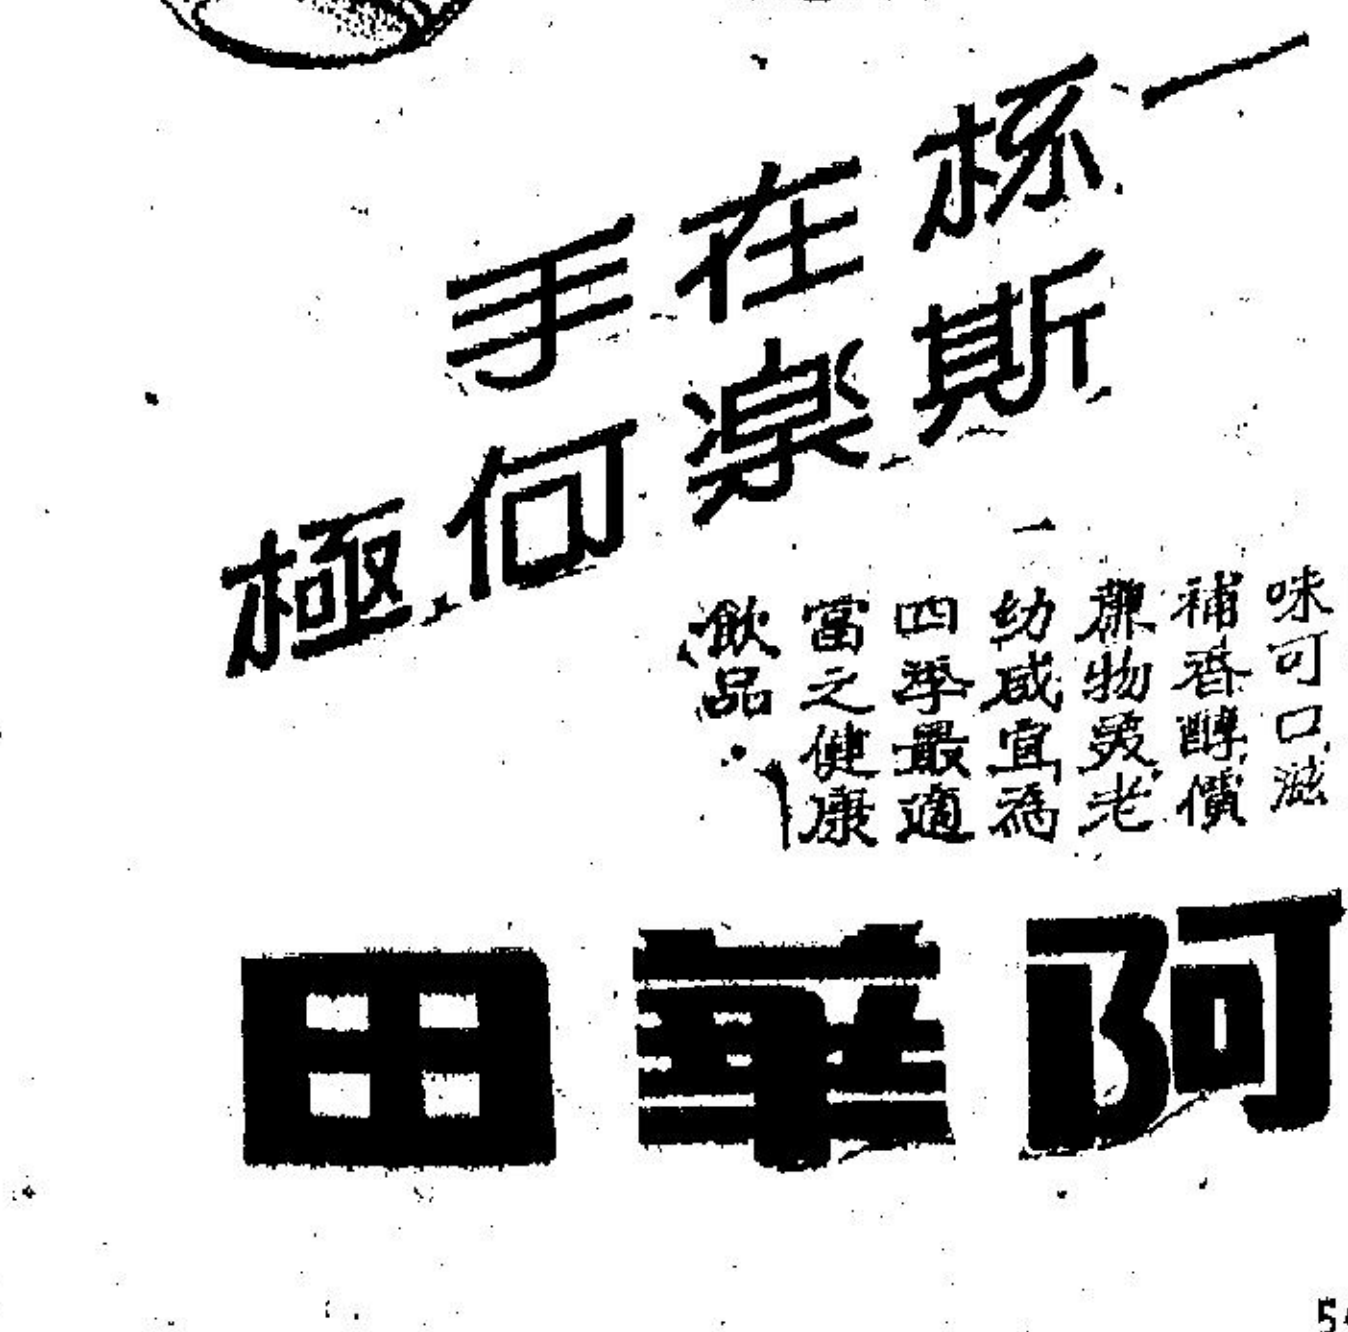 一杯在手
斯樂何極
味可口滋
補香醇價
廉物美老
幼咸宜為
四季最適
當之健康
飲品.
阿華田